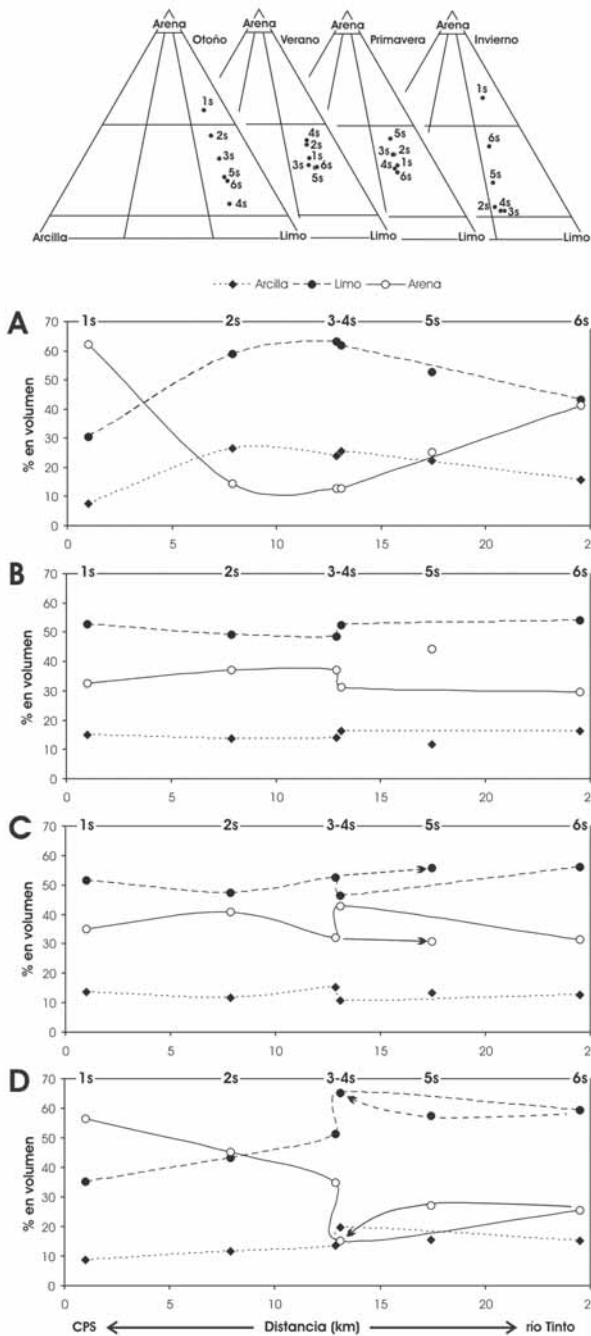 Arena Arena Arena Arena
Otoño Verano Primavera Invierno
1s 1s
2s 4s 5s 6s
2s
3s 1s 3s 2s
5s 3s 6s 4s 1s 5s
6s 5s 6s
4s 2s 4s 3s
Arcilla Limo Limo Limo Limo
Arcilla Limo Arena
A
1s 2s 3-4s 5s 6s
% en volumen
70
60
50
40
30
20
10
0
0 5 10 15 20 2
B
1s 2s 3-4s 5s 6s
% en volumen
70
60
50
40
30
20
10
0
0 5 10 15 20 2
C
1s 2s 3-4s 5s 6s
% en volumen
70
60
50
40
30
20
10
0
0 5 10 15 20 2
D
1s 2s 3-4s 5s 6s
% en volumen
70
60
50
40
30
20
10
0
0 5 10 15 20 2
CPS Distancia (km) río Tinto